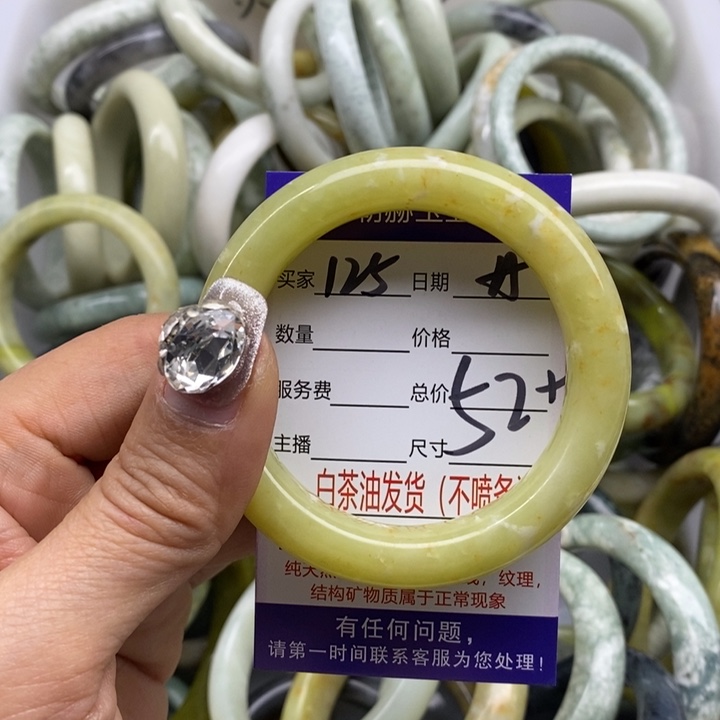 买家 125 日期
数量 价格
服务费 总价 52+
主播 尺寸
白茶油发货（不喷
纯天然 纹理，
结构矿物质属于正常现象
有任何问题，
请第一时间联系客服为您处理！